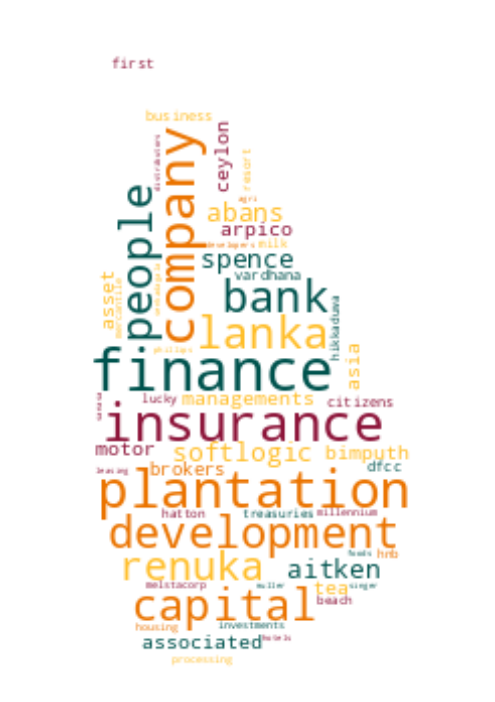 first
business
distributors
company
ceylon
resort
people
agri
abans
arpico
developers milk
spence
vardhana
asset
mercantile
bank
hikkaduwa
lanka
phillips
asia
finance
lucky managements citizens
insurance
motor softlogic bimputh
leasing brokers dfcc
plantation
hatton treasuries millennium
development
foods hnb
renuka aitken
melstacorp muller tea singer
beach
capital
housing investments
associated hotels
processing